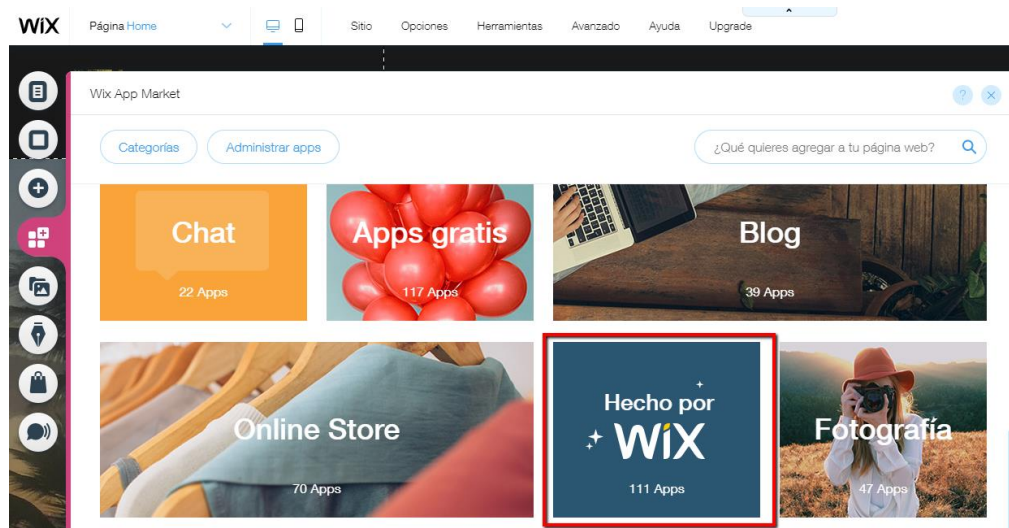 WiX
Página Home
Sitio
Opciones
Herramientas
Avanzado
Ayuda
Upgrade
Wix App Market
?
Categorías
Administrar apps
¿Qué quieres agregar a tu página web?
Chat
22 Apps
Apps gratis
117 Apps
Blog
39 Apps
Online Store
70 Apps
Hecho por
WiX
111 Apps
Fotografía
47 Apps